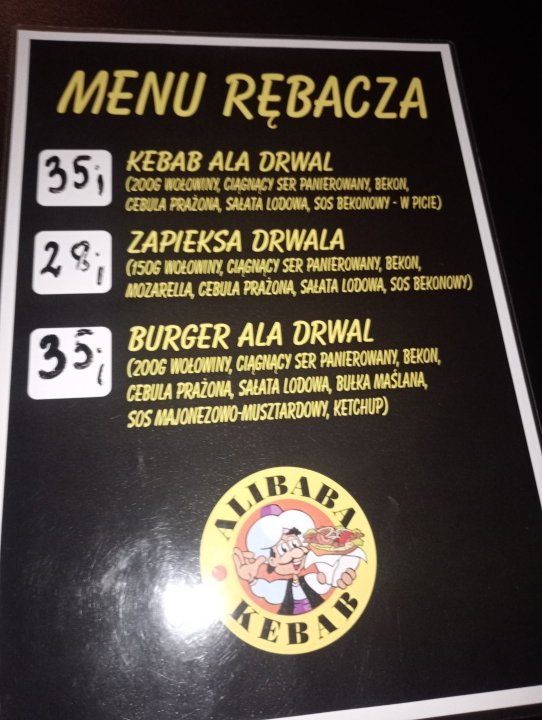 MENU RĘBACZA
35,-
KEBAB ALA DRWAL
(200G WOŁOWINY, CIĄGNĄCY SER PANIEROWANY, BEKON,
CEBULA PRAŻONA, SAŁATA LODOWA, SOS BEKONOWY - W PICIE)
28,-
ZAPIEKSA DRWALA
(150G WOŁOWINY, CIĄGNĄCY SER PANIEROWANY, BEKON,
MOZARELLA, CEBULA PRAŻONA, SAŁATA LODOWA, SOS BEKONOWY)
35,-
BURGER ALA DRWAL
(200G WOŁOWINY, CIĄGNĄCY SER PANIEROWANY, BEKON,
CEBULA PRAŻONA, SAŁATA LODOWA, BUŁKA MAŚLANA,
SOS MAJONEZOWO-MUSZTARDOWY, KETCHUP)
ALIBABA
KEBAB